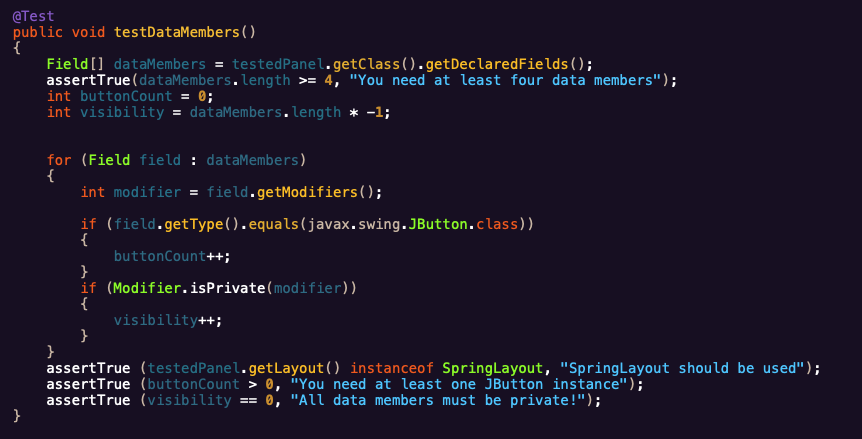 @Test
public void testDataMembers()
{
    Field[] dataMembers = testedPanel.getClass().getDeclaredFields();
    assertTrue(dataMembers.length >= 4, "You need at least four data members");
    int buttonCount = 0;
    int visibility = dataMembers.length * -1;
    for (Field field : dataMembers)
    {
        int modifier = field.getModifiers();
        if (field.getType().equals(javax.swing.JButton.class))
        {
            buttonCount++;
        }
        if (Modifier.isPrivate(modifier))
        {
            visibility++;
        }
    }
    assertTrue (testedPanel.getLayout() instanceof SpringLayout, "SpringLayout should be used");
    assertTrue (buttonCount > 0, "You need at least one JButton instance");
    assertTrue (visibility == 0, "All data members must be private!");
}